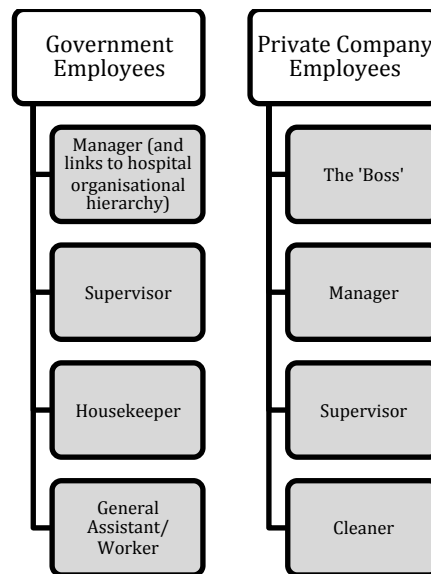 Government
Employees
Manager (and
links to hospital
organisational
hierarchy)
Supervisor
Housekeeper
General
Assistant/
Worker
Private Company
Employees
The 'Boss'
Manager
Supervisor
Cleaner